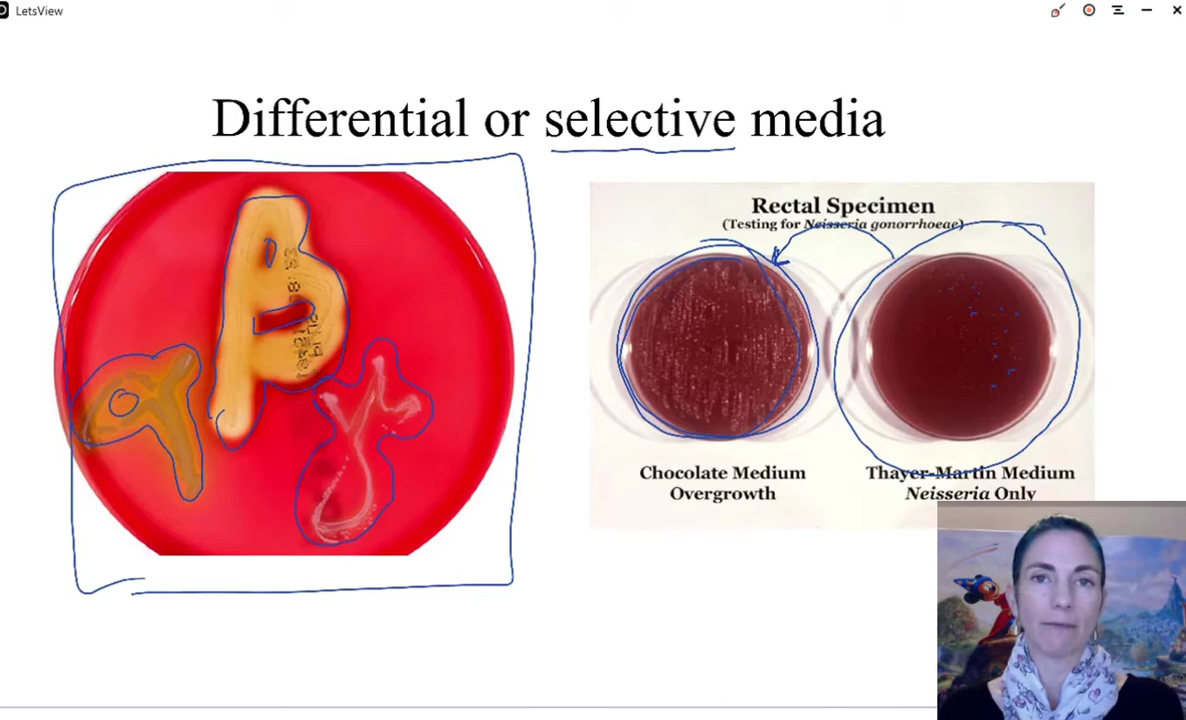 LetsView
Differential or selective media
Rectal Specimen
(Testing for Neisseria gonorrhoeae)
Chocolate Medium
Overgrowth
Thayer-Martin Medium
Neisseria Only
β
α
γ